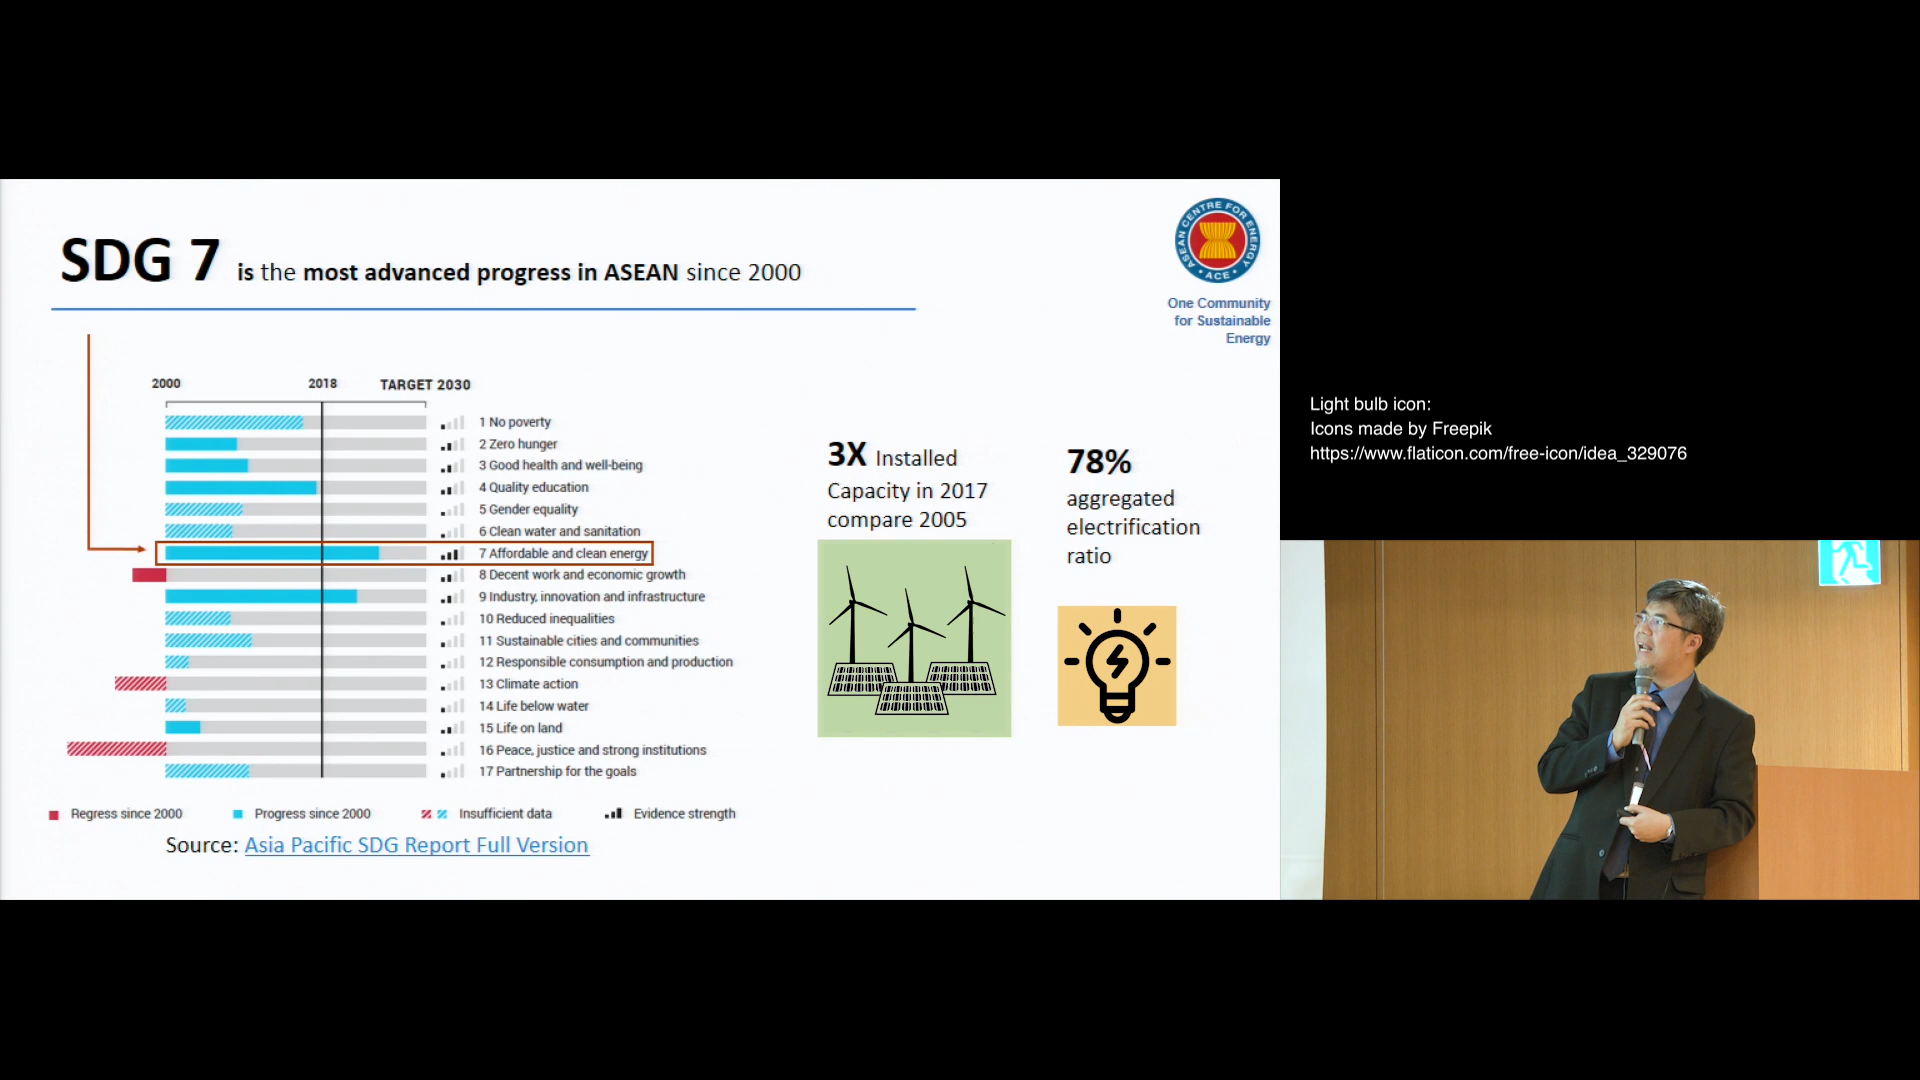 SDG 7 is the most advanced progress in ASEAN since 2000
ASEAN CENTRE FOR ENERGY
• ACE •
One Community
for Sustainable
Energy
2000 2018 TARGET 2030
1 No poverty
2 Zero hunger
3 Good health and well-being
4 Quality education
5 Gender equality
6 Clean water and sanitation
7 Affordable and clean energy
8 Decent work and economic growth
9 Industry, innovation and infrastructure
10 Reduced inequalities
11 Sustainable cities and communities
12 Responsible consumption and production
13 Climate action
14 Life below water
15 Life on land
16 Peace, justice and strong institutions
17 Partnership for the goals
Regress since 2000 Progress since 2000 Insufficient data Evidence strength
Source: Asia Pacific SDG Report Full Version
3X Installed
Capacity in 2017
compare 2005
78%
aggregated
electrification
ratio
Light bulb icon:
Icons made by Freepik
https://www.flaticon.com/free-icon/idea_329076